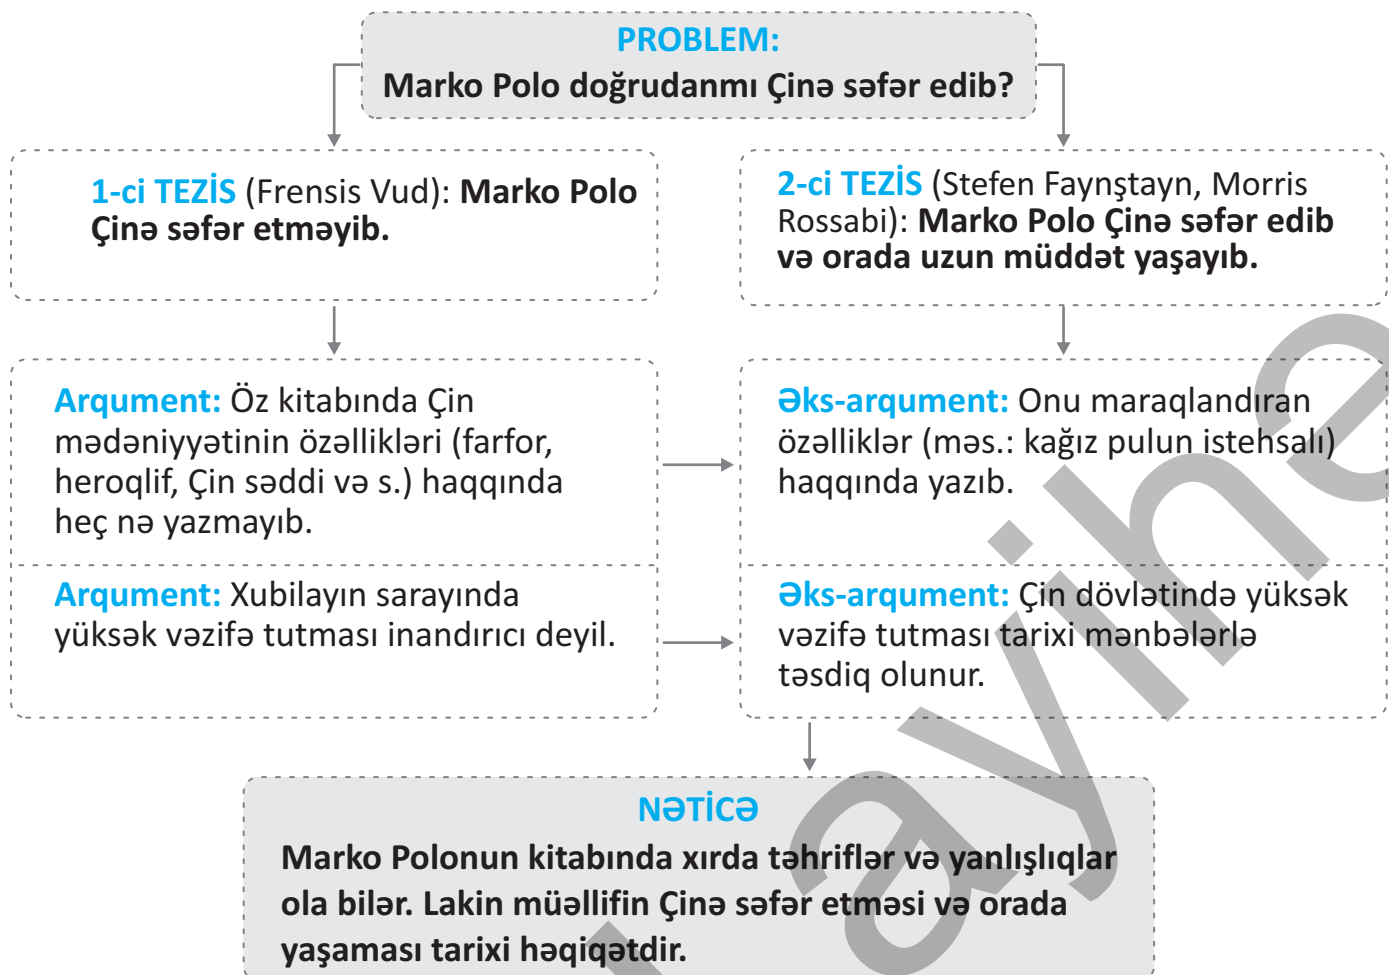 PROBLEM:
Marko Polo doğrudanmı Çinə səfər edib?
1-ci TEZİS (Frensis Vud): Marko Polo
Çinə səfər etməyib.
2-ci TEZİS (Stefen Faynştayn, Morris
Rossabi): Marko Polo Çinə səfər edib
və orada uzun müddət yaşayıb.
Arqument: Öz kitabında Çin
mədəniyyətinin özəllikləri (farfor,
heroqlif, Çin səddi və s.) haqqında
heç nə yazmayıb.
Əks-arqument: Onu maraqlandıran
özəlliklər (məs.: kağız pulun istehsalı)
haqqında yazıb.
Arqument: Xubilayın sarayında
yüksək vəzifə tutması inandırıcı deyil.
Əks-arqument: Çin dövlətində yüksək
vəzifə tutması tarixi mənbələrlə
təsdiq olunur.
NƏTİCƏ
Marko Polonun kitabında xırda təhriflər və yanlışlıqlar
ola bilər. Lakin müəllifin Çinə səfər etməsi və orada
yaşaması tarixi həqiqətdir.
ayihe